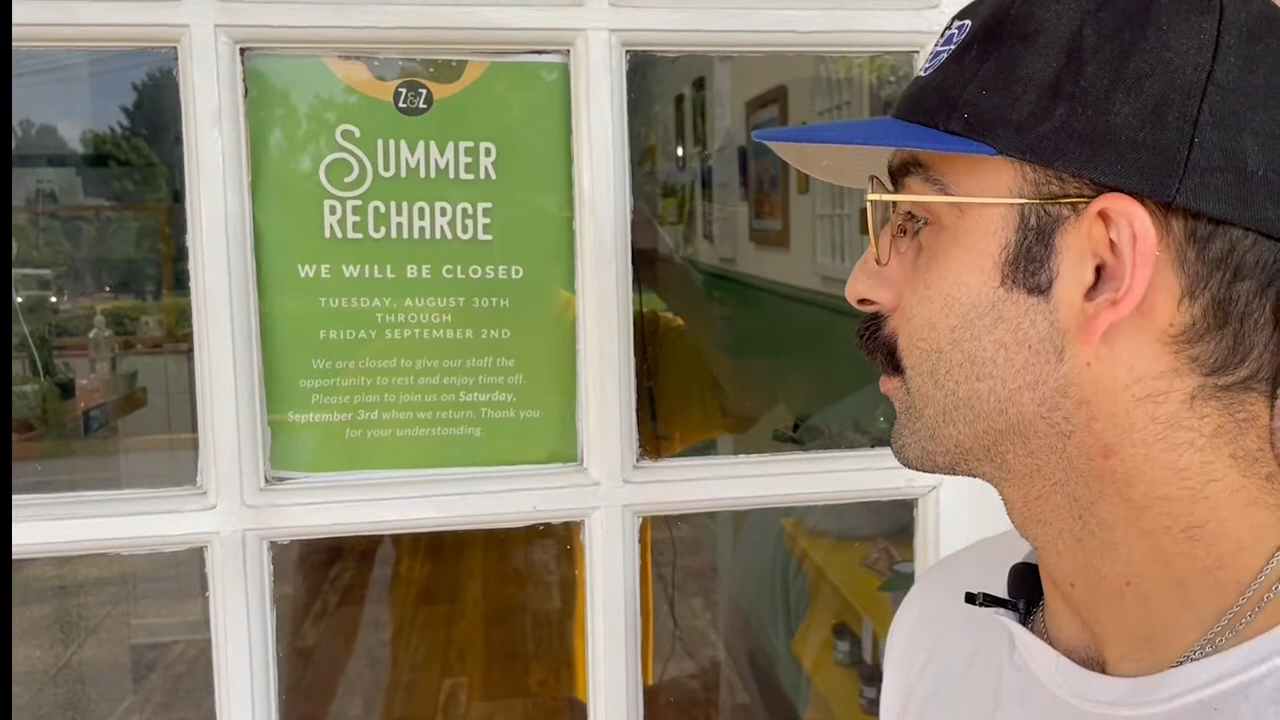 Z&Z
SUMMER
RECHARGE
WE WILL BE CLOSED
TUESDAY, AUGUST 30TH
THROUGH
FRIDAY SEPTEMBER 2ND
We are closed to give our staff the
opportunity to rest and enjoy time off.
Please plan to join us on Saturday,
September 3rd when we return. Thank you
for your understanding.